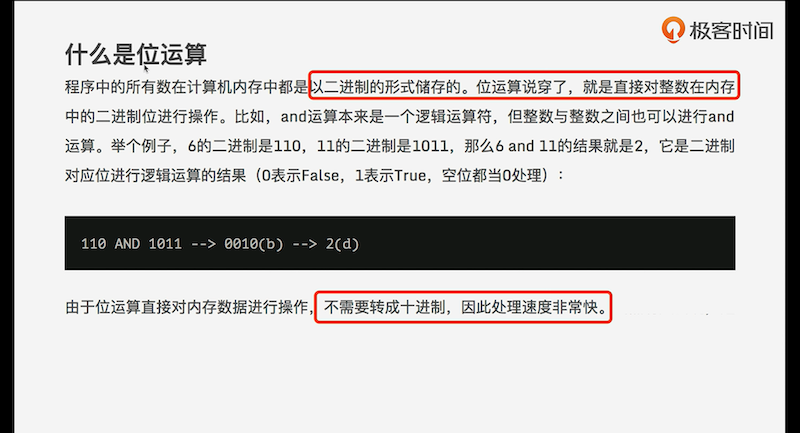 极客时间
什么是位运算
程序中的所有数在计算机内存中都是以二进制的形式储存的。位运算说穿了，就是直接对整数在内存
中的二进制位进行操作。比如，and运算本来是一个逻辑运算符，但整数与整数之间也可以进行and
运算。举个例子，6的二进制是110，11的二进制是1011，那么6 and 11的结果就是2，它是二进制
对应位进行逻辑运算的结果（0表示False，1表示True，空位都当0处理）：
110 AND 1011 --> 0010(b) --> 2(d)
由于位运算直接对内存数据进行操作，不需要转成十进制，因此处理速度非常快。